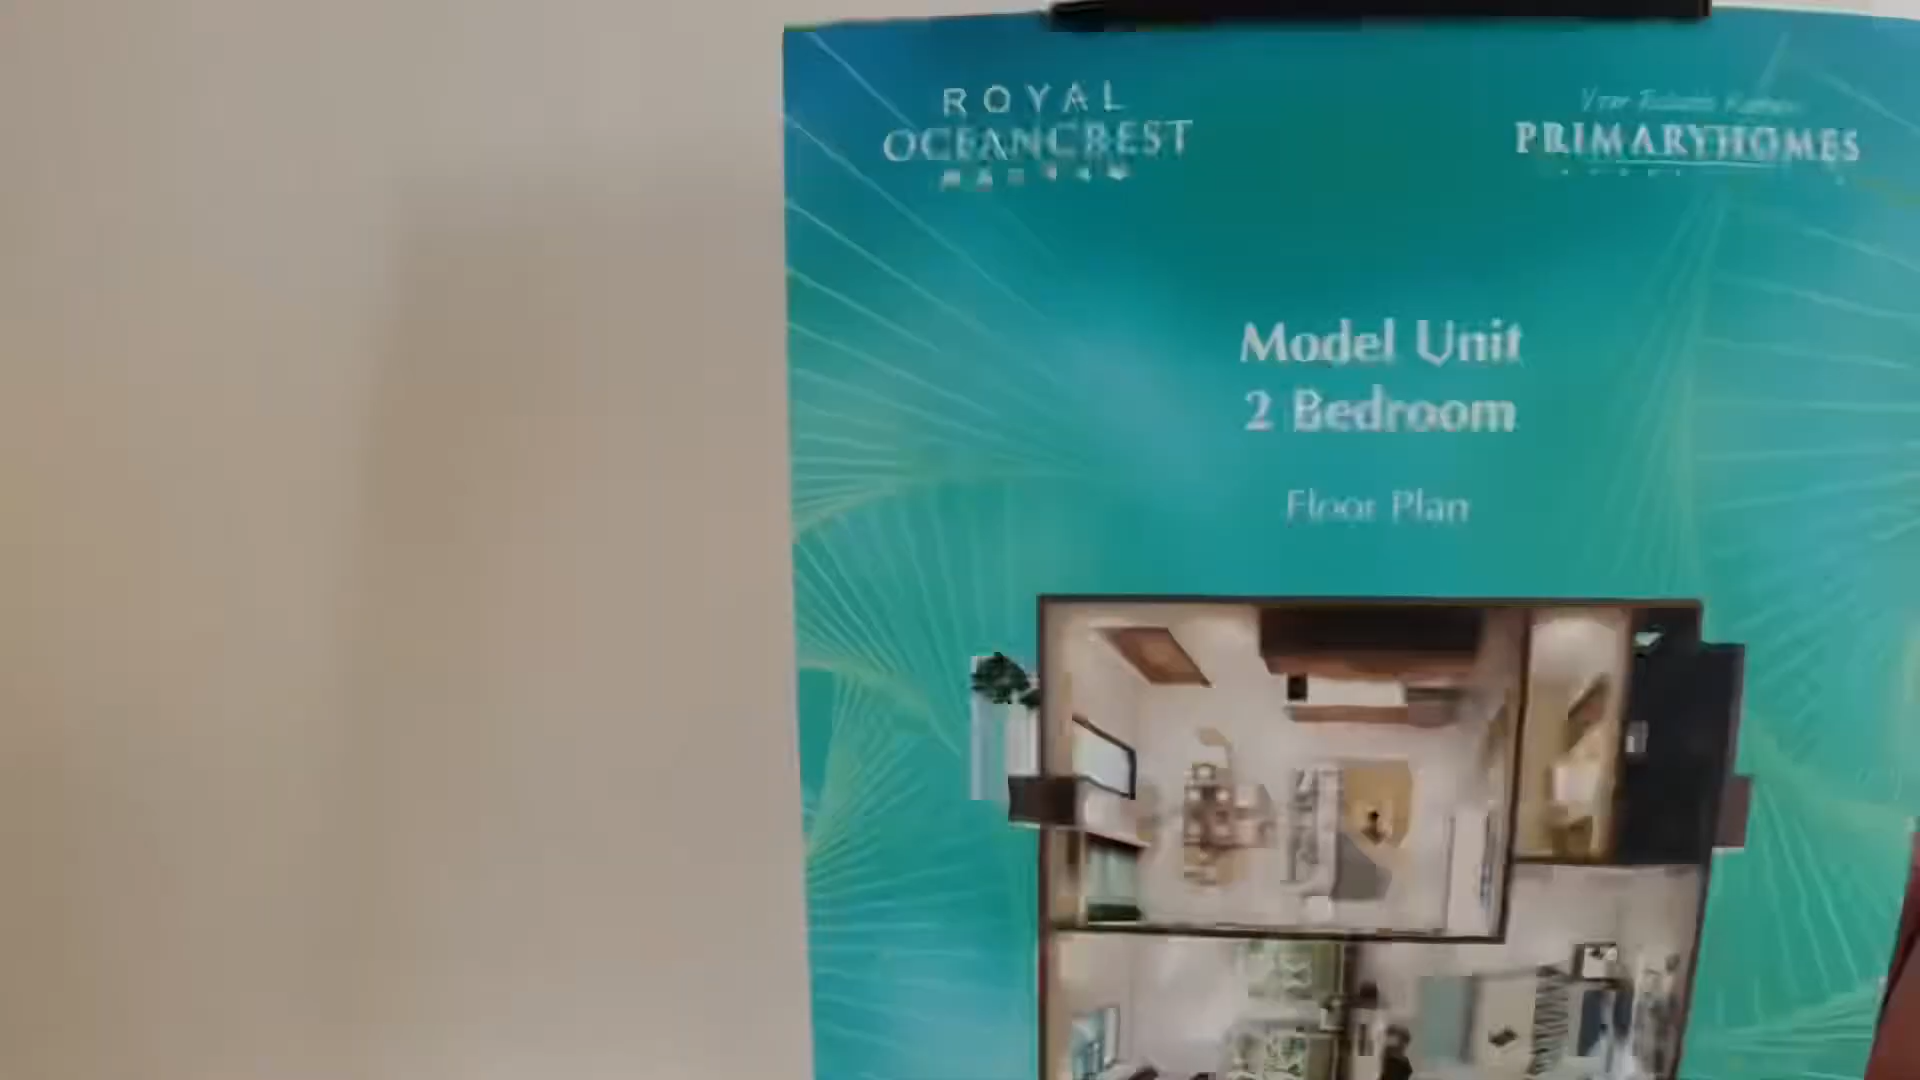 ROYAL
OCEANCREST
PRIMARYHOMES
Model Unit
2 Bedroom
Floor Plan